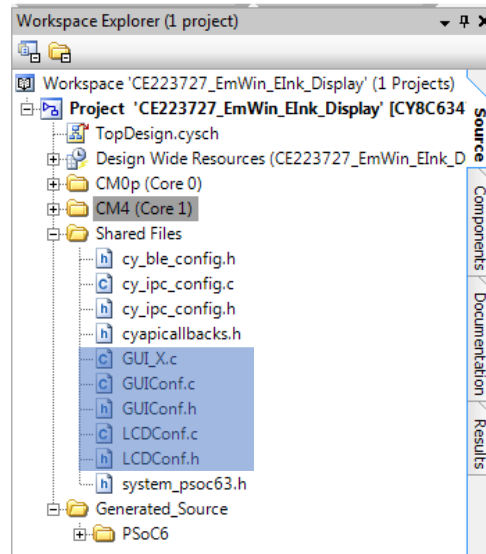 Workspace Explorer (1 project)
Workspace 'CE223727_EmWin_EInk_Display' (1 Projects)
Project 'CE223727_EmWin_EInk_Display' [CY8C634
TopDesign.cysch
Design Wide Resources (CE223727_EmWin_EInk_D
CM0p (Core 0)
CM4 (Core 1)
Shared Files
cy_ble_config.h
cy_ipc_config.c
cy_ipc_config.h
cyapicallbacks.h
GUI_X.c
GUIConf.c
GUIConf.h
LCDConf.c
LCDConf.h
system_psoc63.h
Generated_Source
PSoC6
Source
Components
Documentation
Results